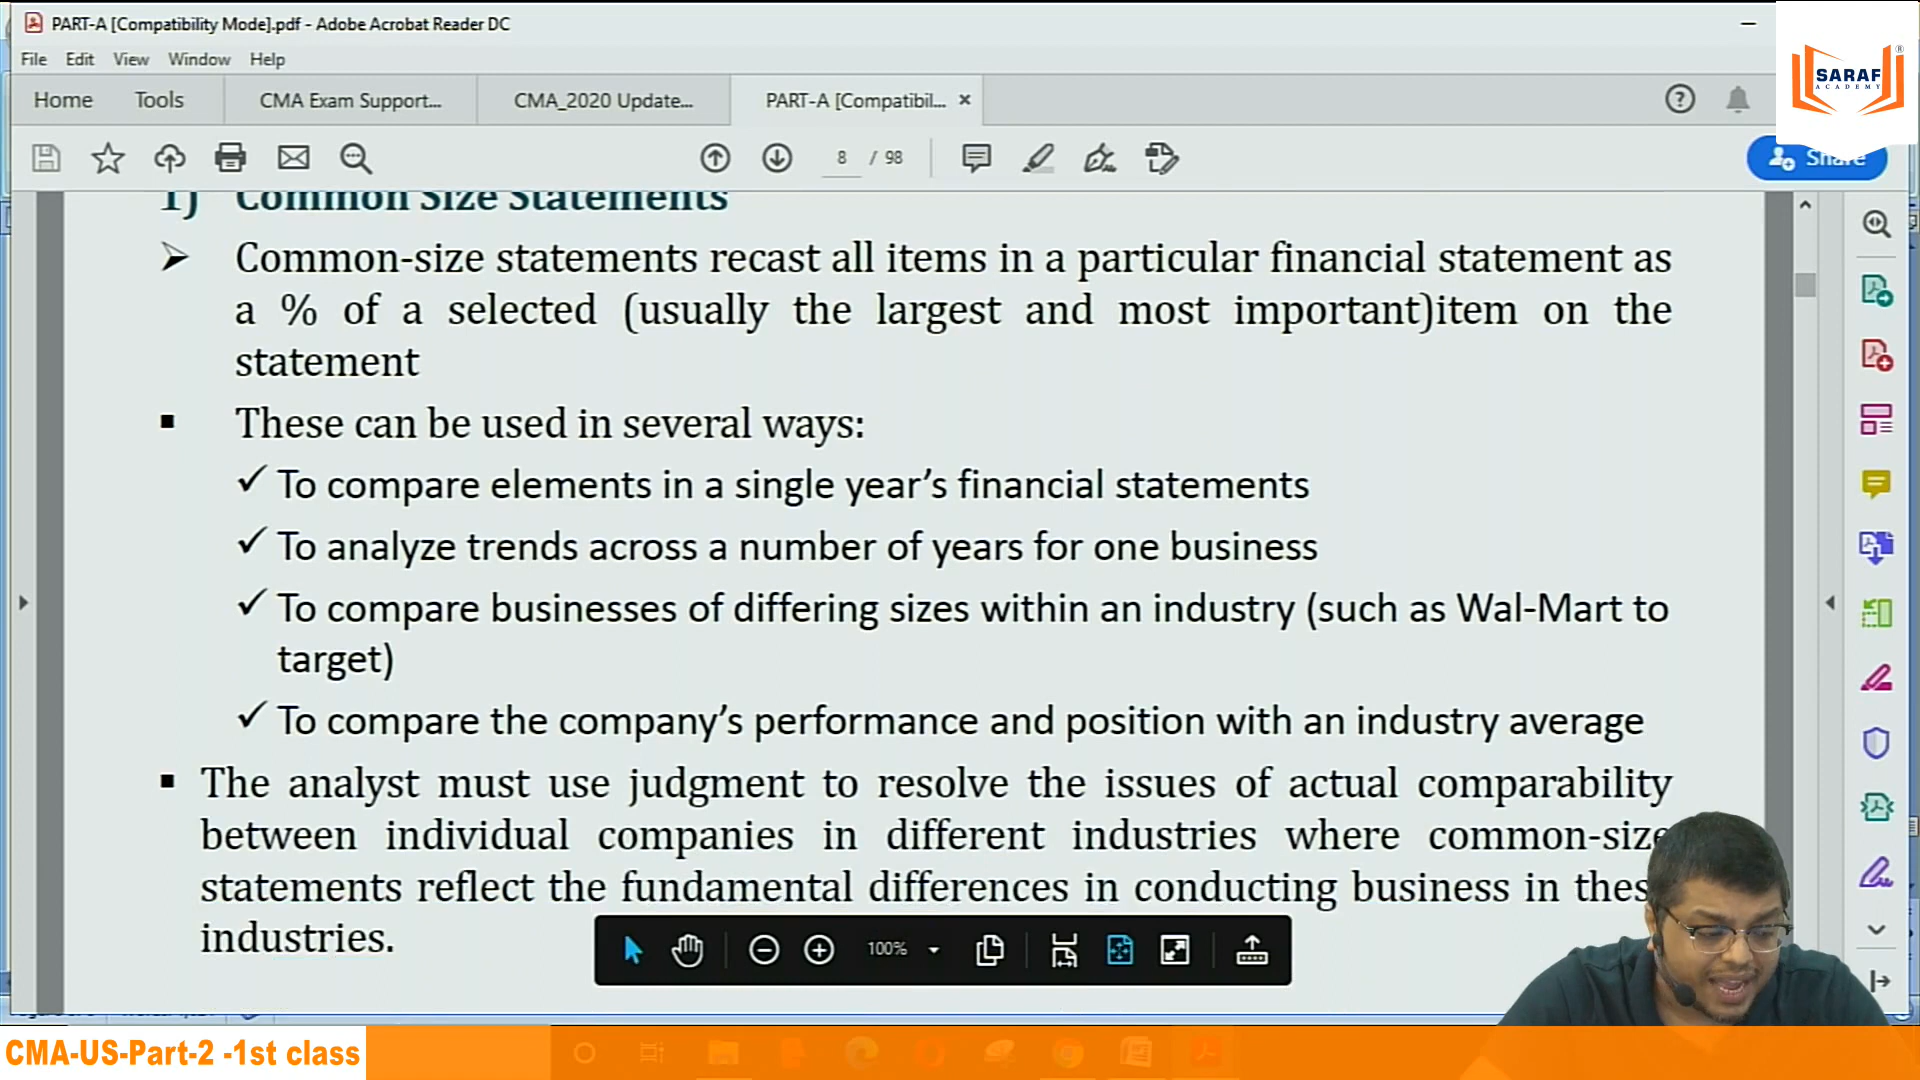 PART-A [Compatibility Mode].pdf - Adobe Acrobat Reader DC
File Edit View Window Help
SARAF
ACADEMY
®
Home Tools CMA Exam Support... CMA_2020 Update... PART-A [Compatibil... ×
8 / 98
Share
1) Common Size Statements
➢ Common-size statements recast all items in a particular financial statement as
a % of a selected (usually the largest and most important)item on the
statement
▪ These can be used in several ways:
✓ To compare elements in a single year’s financial statements
✓ To analyze trends across a number of years for one business
✓ To compare businesses of differing sizes within an industry (such as Wal-Mart to
target)
✓ To compare the company’s performance and position with an industry average
▪ The analyst must use judgment to resolve the issues of actual comparability
between individual companies in different industries where common-size
statements reflect the fundamental differences in conducting business in these
industries.
100%
CMA-US-Part-2 -1st class